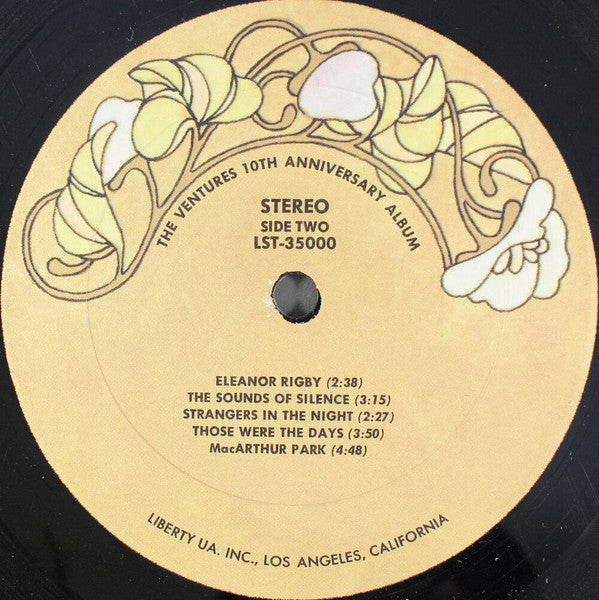 THE VENTURES 10TH ANNIVERSARY ALBUM
STEREO
SIDE TWO
LST-35000
ELEANOR RIGBY (2:38)
THE SOUNDS OF SILENCE (3:15)
STRANGERS IN THE NIGHT (2:27)
THOSE WERE THE DAYS (3:50)
MacARTHUR PARK (4:48)
LIBERTY UA. INC., LOS ANGELES, CALIFORNIA